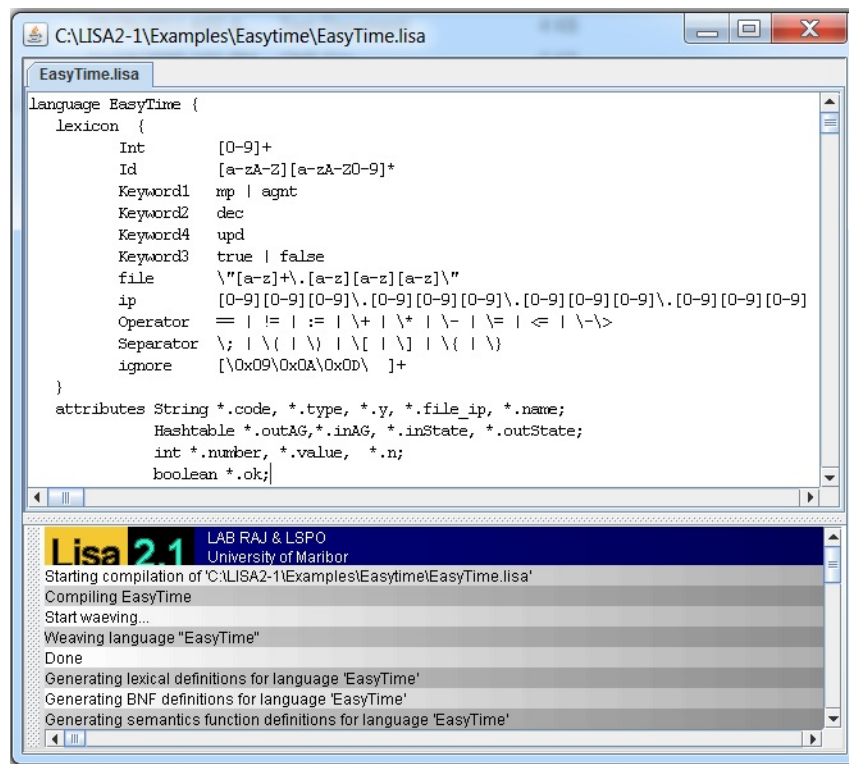 C:\LISA2-1\Examples\Easytime\EasyTime.lisa
X
EasyTime.lisa
language EasyTime {
lexicon {
Int [0-9]+
Id [a-zA-Z][a-zA-Z0-9]*
Keyword1 mp | agnt
Keyword2 dec
Keyword4 upd
Keyword3 true | false
file \"[a-z]+\.[a-z][a-z][a-z]\"
ip [0-9][0-9][0-9]\.[0-9][0-9][0-9]\.[0-9][0-9][0-9]\.[0-9][0-9][0-9]
Operator == | != | := | \+ | \* | \- | \= | <= | \-\>
Separator \; | \( | \) | \[ | \] | \{ | \}
ignore [\0x09\0x0A\0x0D\ ]+
}
attributes String *.code, *.type, *.y, *.file_ip, *.name;
Hashtable *.outAG,*.inAG, *.inState, *.outState;
int *.number, *.value, *.n;
boolean *.ok;
Lisa 2.1
LAB RAJ & LSPO
University of Maribor
Starting compilation of 'C:\LISA2-1\Examples\Easytime\EasyTime.lisa'
Compiling EasyTime
Start waeving...
Weaving language "EasyTime"
Done
Generating lexical definitions for language 'EasyTime'
Generating BNF definitions for language 'EasyTime'
Generating semantics function definitions for language 'EasyTime'